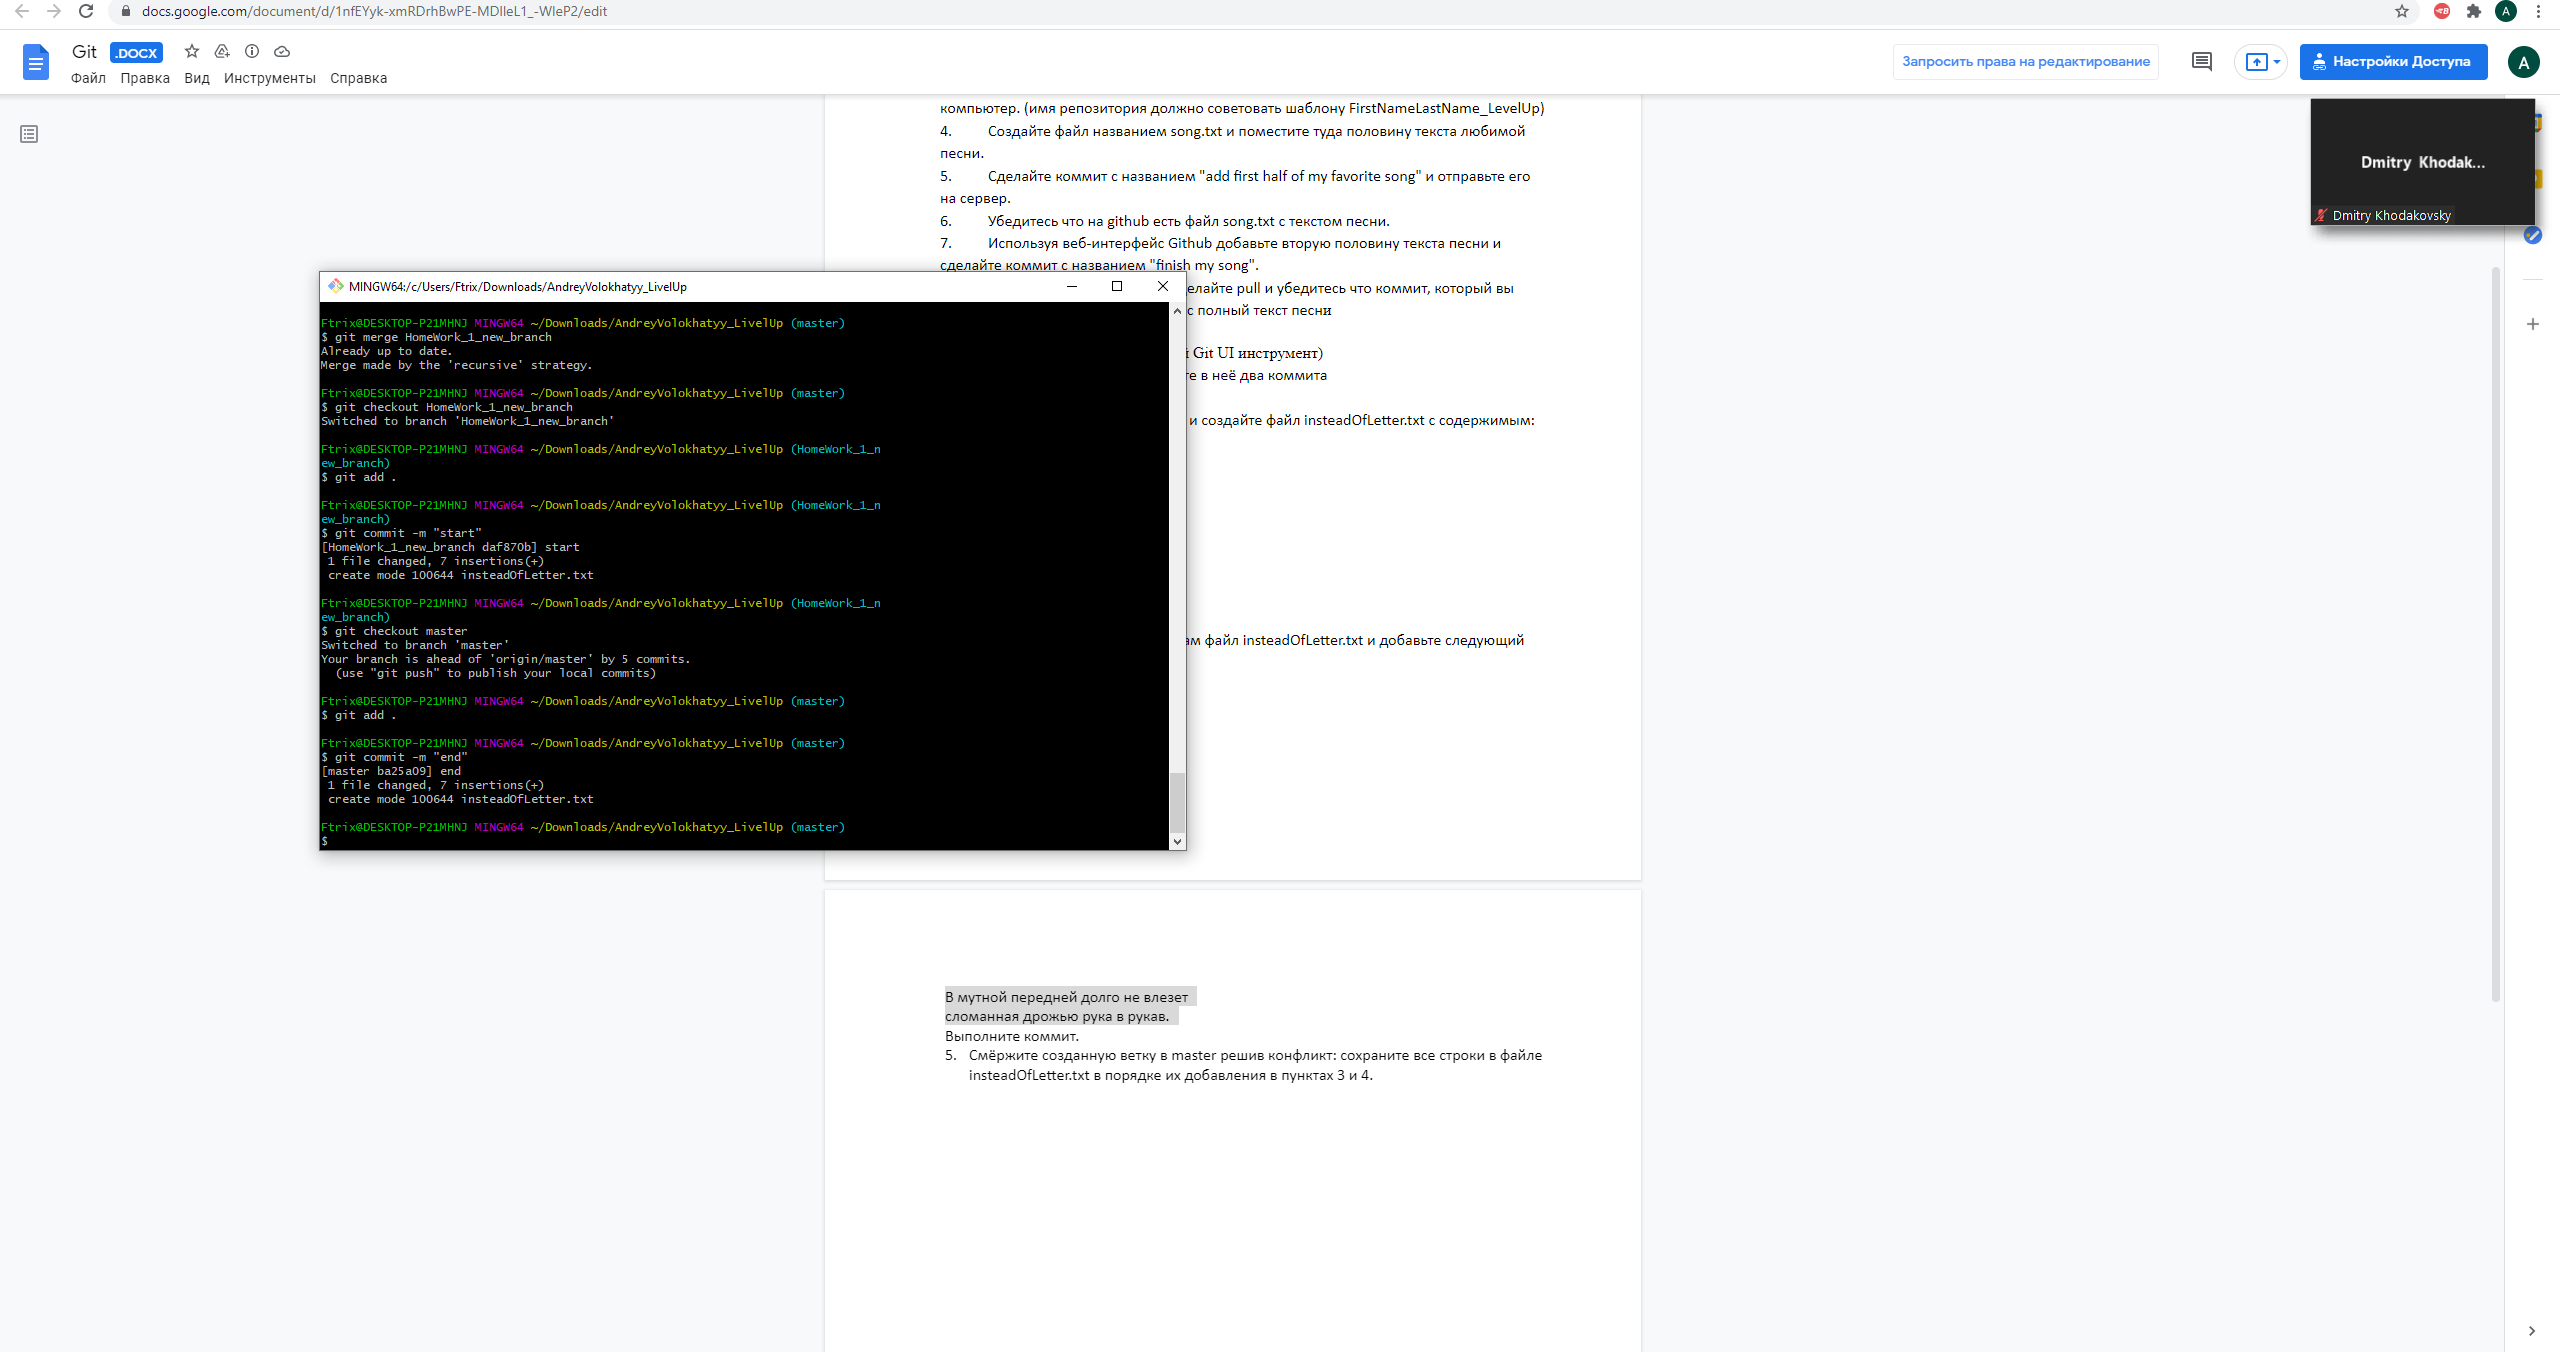 docs.google.com/document/d/1nfEYyk-xmRDrhBwPE-MDIleL1_-WIeP2/edit
A
Git .DOCX
Файл Правка Вид Инструменты Справка
Запросить права на редактирование
Настройки Доступа
A
компьютер. (имя репозитория должно советовать шаблону FirstNameLastName_LevelUp)
4. Создайте файл названием song.txt и поместите туда половину текста любимой
песни.
5. Сделайте коммит с названием "add first half of my favorite song" и отправьте его
на сервер.
6. Убедитесь что на github есть файл song.txt с текстом песни.
7. Используя веб-интерфейс Github добавьте вторую половину текста песни и
сделайте коммит с названием "finish my song".
елайте pull и убедитесь что коммит, который вы
с полный текст песни
й Git UI инструмент)
те в неё два коммита
и создайте файл insteadOfLetter.txt с содержимым:
ам файл insteadOfLetter.txt и добавьте следующий
Dmitry Khodak...
Dmitry Khodakovsky
MINGW64:/c/Users/Ftrix/Downloads/AndreyVolokhatyy_LivelUp
Ftrix@DESKTOP-P21MHNJ MINGW64 ~/Downloads/AndreyVolokhatyy_LivelUp (master)
$ git merge HomeWork_1_new_branch
Already up to date.
Merge made by the 'recursive' strategy.
Ftrix@DESKTOP-P21MHNJ MINGW64 ~/Downloads/AndreyVolokhatyy_LivelUp (master)
$ git checkout HomeWork_1_new_branch
Switched to branch 'HomeWork_1_new_branch'
Ftrix@DESKTOP-P21MHNJ MINGW64 ~/Downloads/AndreyVolokhatyy_LivelUp (HomeWork_1_n
ew_branch)
$ git add .
Ftrix@DESKTOP-P21MHNJ MINGW64 ~/Downloads/AndreyVolokhatyy_LivelUp (HomeWork_1_n
ew_branch)
$ git commit -m "start"
[HomeWork_1_new_branch daf870b] start
1 file changed, 7 insertions(+)
create mode 100644 insteadOfLetter.txt
Ftrix@DESKTOP-P21MHNJ MINGW64 ~/Downloads/AndreyVolokhatyy_LivelUp (HomeWork_1_n
ew_branch)
$ git checkout master
Switched to branch 'master'
Your branch is ahead of 'origin/master' by 5 commits.
(use "git push" to publish your local commits)
Ftrix@DESKTOP-P21MHNJ MINGW64 ~/Downloads/AndreyVolokhatyy_LivelUp (master)
$ git add .
Ftrix@DESKTOP-P21MHNJ MINGW64 ~/Downloads/AndreyVolokhatyy_LivelUp (master)
$ git commit -m "end"
[master ba25a09] end
1 file changed, 7 insertions(+)
create mode 100644 insteadOfLetter.txt
Ftrix@DESKTOP-P21MHNJ MINGW64 ~/Downloads/AndreyVolokhatyy_LivelUp (master)
$
В мутной передней долго не влезет
сломанная дрожью рука в рукав.
Выполните коммит.
5. Смёржите созданную ветку в master решив конфликт: сохраните все строки в файле
insteadOfLetter.txt в порядке их добавления в пунктах 3 и 4.